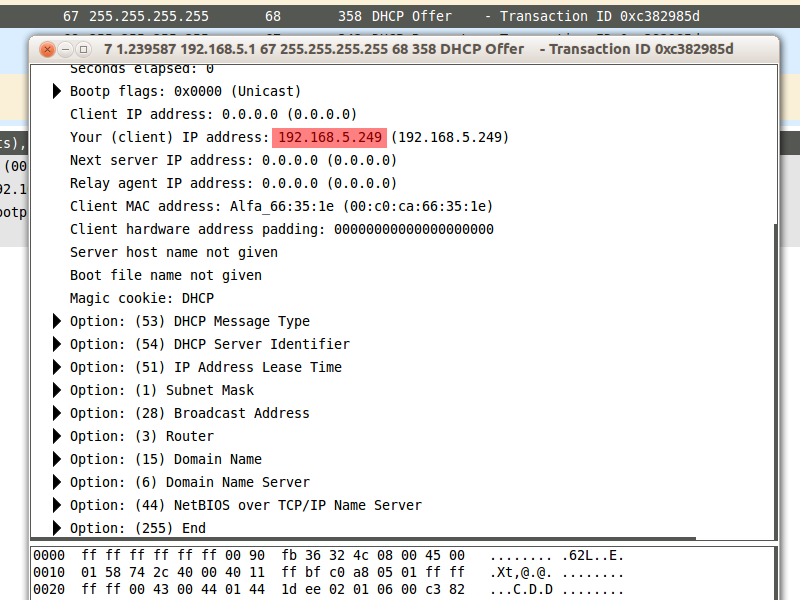 67 255.255.255.255 68 358 DHCP Offer - Transaction ID 0xc382985d
7 1.239587 192.168.5.1 67 255.255.255.255 68 358 DHCP Offer - Transaction ID 0xc382985d
Seconds elapsed: 0
Bootp flags: 0x0000 (Unicast)
Client IP address: 0.0.0.0 (0.0.0.0)
Your (client) IP address: 192.168.5.249 (192.168.5.249)
Next server IP address: 0.0.0.0 (0.0.0.0)
Relay agent IP address: 0.0.0.0 (0.0.0.0)
Client MAC address: Alfa_66:35:1e (00:c0:ca:66:35:1e)
Client hardware address padding: 00000000000000000000
Server host name not given
Boot file name not given
Magic cookie: DHCP
Option: (53) DHCP Message Type
Option: (54) DHCP Server Identifier
Option: (51) IP Address Lease Time
Option: (1) Subnet Mask
Option: (28) Broadcast Address
Option: (3) Router
Option: (15) Domain Name
Option: (6) Domain Name Server
Option: (44) NetBIOS over TCP/IP Name Server
Option: (255) End
0000 ff ff ff ff ff ff 00 90 fb 36 32 4c 08 00 45 00 ........ .62L..E.
0010 01 58 74 2c 40 00 40 11 ff bf c0 a8 05 01 ff ff .Xt,@.@. ........
0020 ff ff 00 43 00 44 01 44 1d ee 02 01 06 00 c3 82 ...C.D.D ........